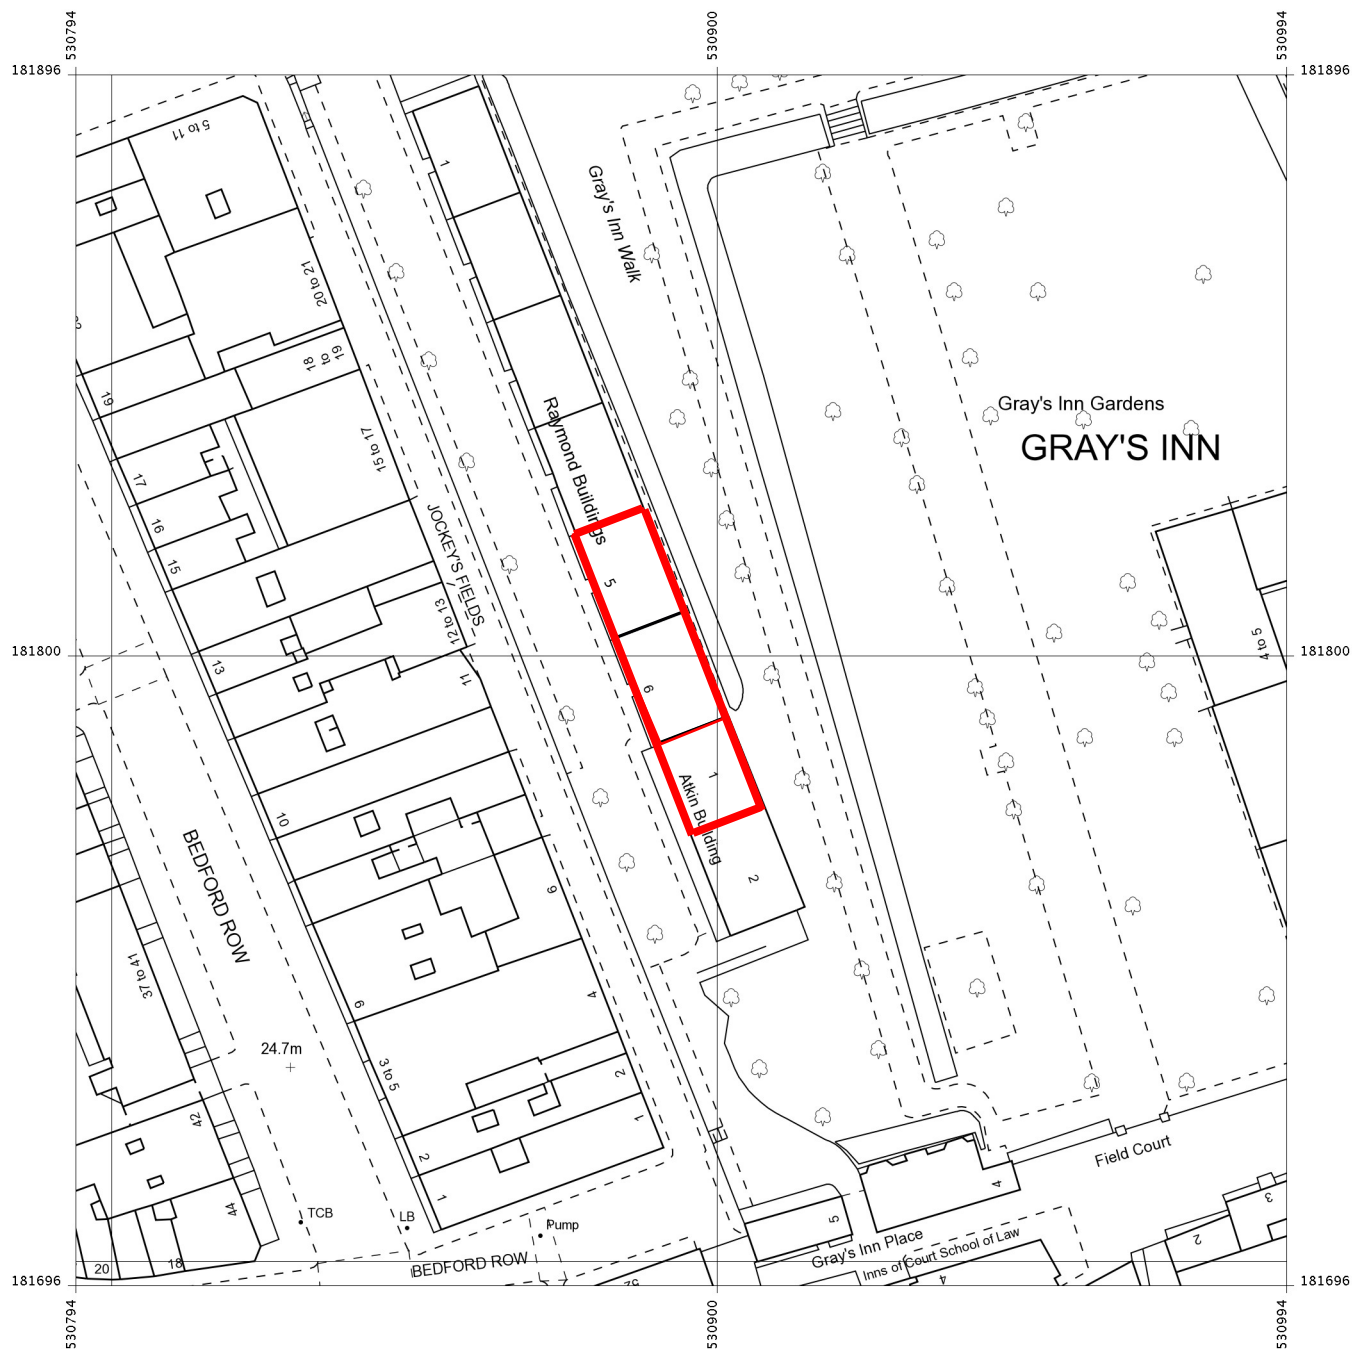 530794
530900
530994
181896
181896
5 to 11
1
Gray's Inn Walk
20 to 21
18 to 19
19
15 to 17
Raymond Buildings
Gray's Inn Gardens
GRAY'S INN
17
16
15
JOCKEY'S FIELDS
5
12 to 13
4 to 5
181800
181800
13
11
6
1
Atkin Building
2
10
9
BEDFORD ROW
37 to 41
6
4
24.7m
3 to 5
2
1
42
2
1
44
TCB
LB
Pump
Field Court
4
3
5
2
Gray's Inn Place
Inns of Court School of Law
4
BEDFORD ROW
52
20
18
181696
181696
530794
530900
530994